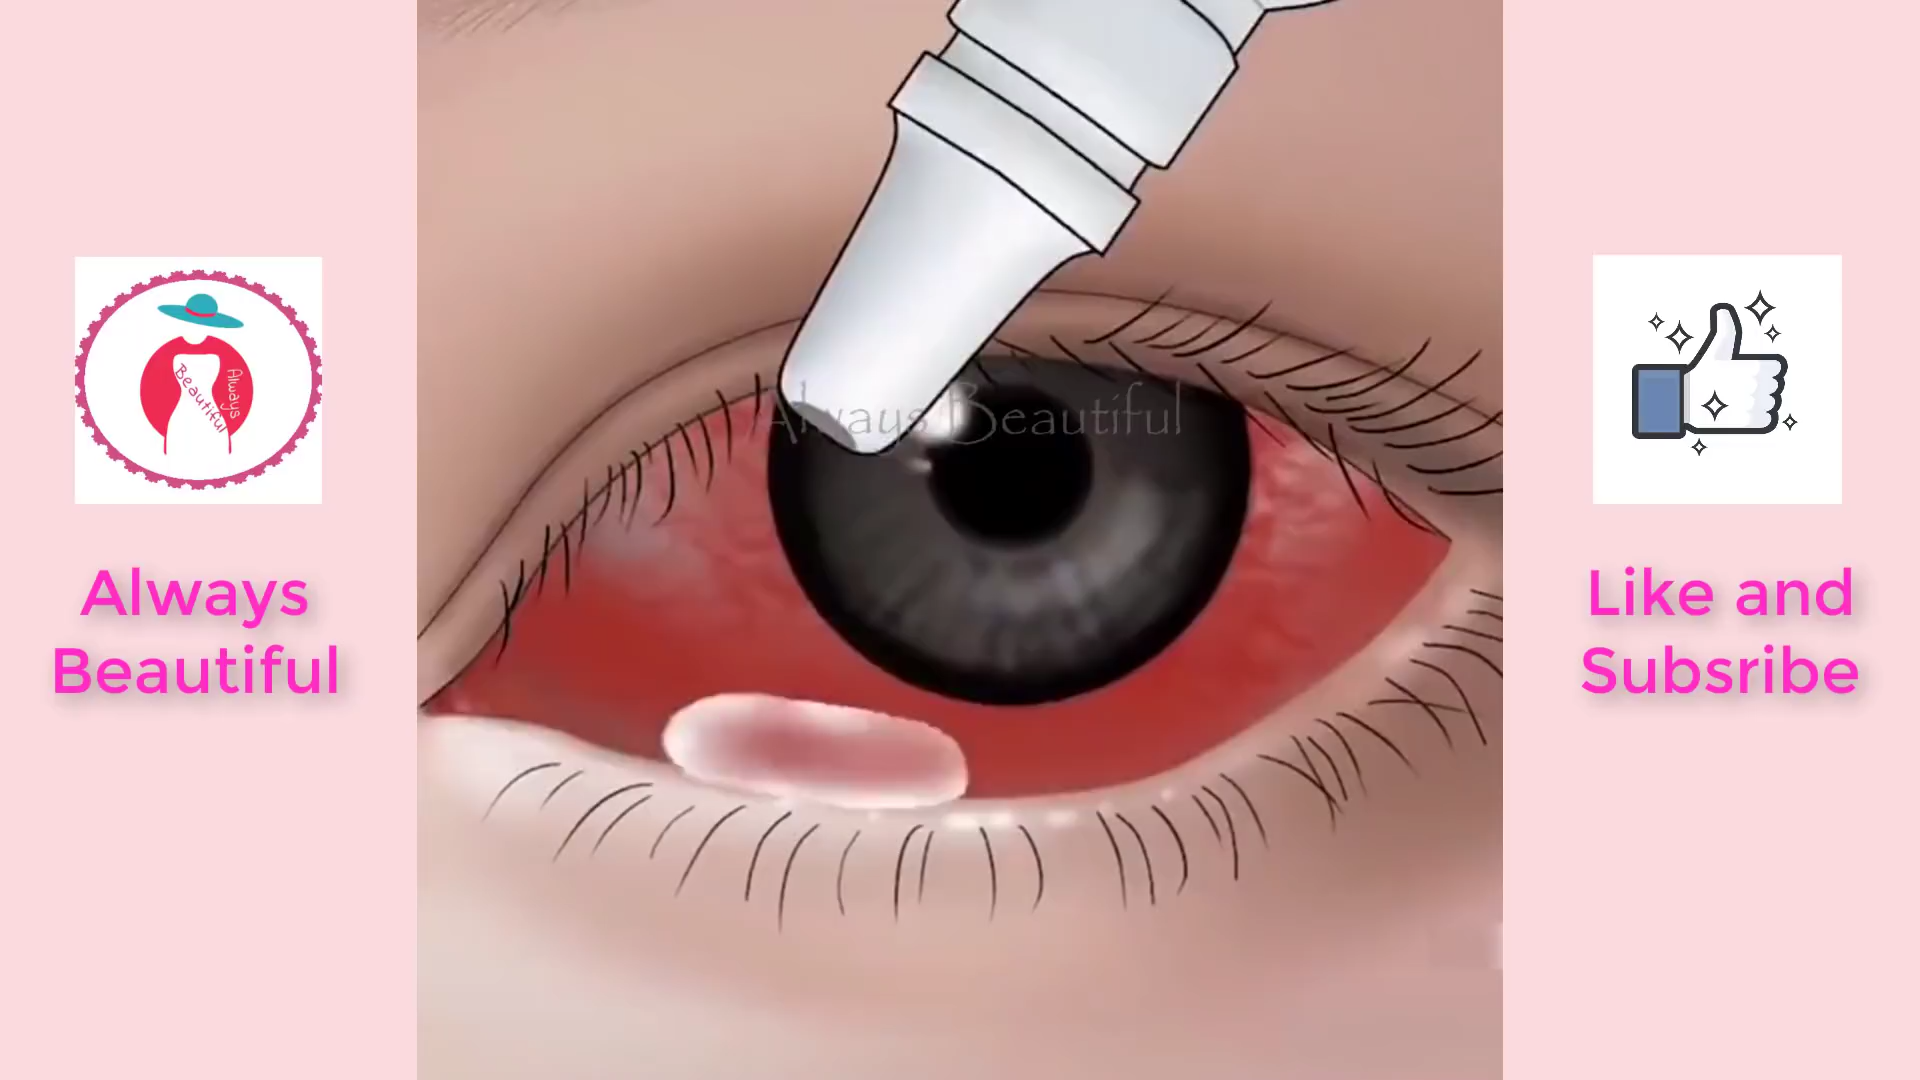 Always
Beautiful
Always Beautiful
Always
Beautiful
Like and
Subsribe